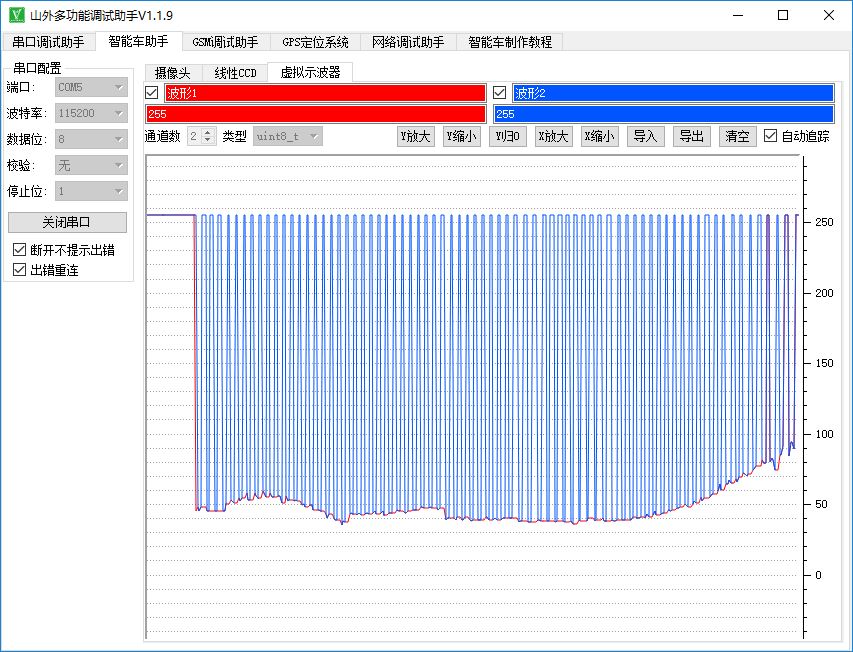 山外多功能调试助手V1.1.9
串口调试助手 智能车助手 GSM调试助手 GPS定位系统 网络调试助手 智能车制作教程
串口配置
端口: COM5
波特率: 115200
数据位: 8
校验: 无
停止位: 1
关闭串口
断开不提示出错
出错重连
摄像头 线性CCD 虚拟示波器
波形1 波形2
255 255
通道数 2 类型 uint8_t Y放大 Y缩小 Y归0 X放大 X缩小 导入 导出 清空 自动追踪
250
200
150
100
50
0